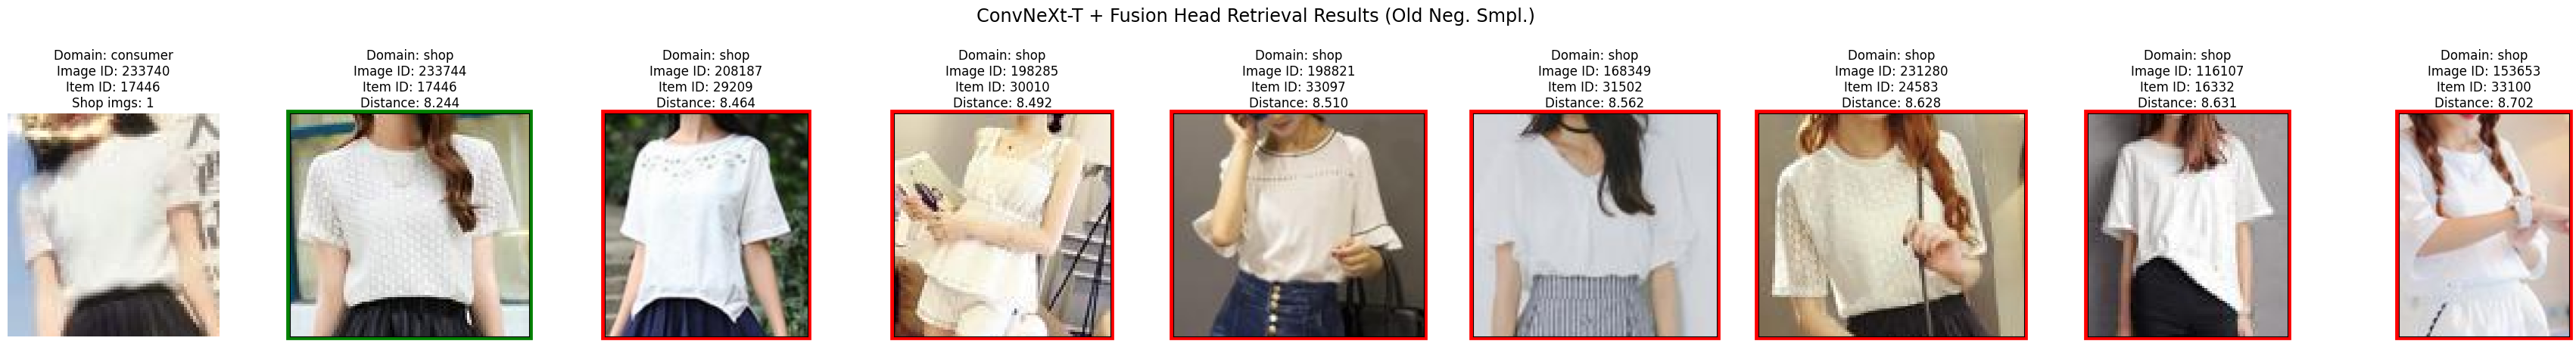 ConvNeXt-T + Fusion Head Retrieval Results (Old Neg. Smpl.)
Domain: consumer
Image ID: 233740
Item ID: 17446
Shop imgs: 1
Domain: shop
Image ID: 233744
Item ID: 17446
Distance: 8.244
Domain: shop
Image ID: 208187
Item ID: 29209
Distance: 8.464
Domain: shop
Image ID: 198285
Item ID: 30010
Distance: 8.492
Domain: shop
Image ID: 198821
Item ID: 33097
Distance: 8.510
Domain: shop
Image ID: 168349
Item ID: 31502
Distance: 8.562
Domain: shop
Image ID: 231280
Item ID: 24583
Distance: 8.628
Domain: shop
Image ID: 116107
Item ID: 16332
Distance: 8.631
Domain: shop
Image ID: 153653
Item ID: 33100
Distance: 8.702